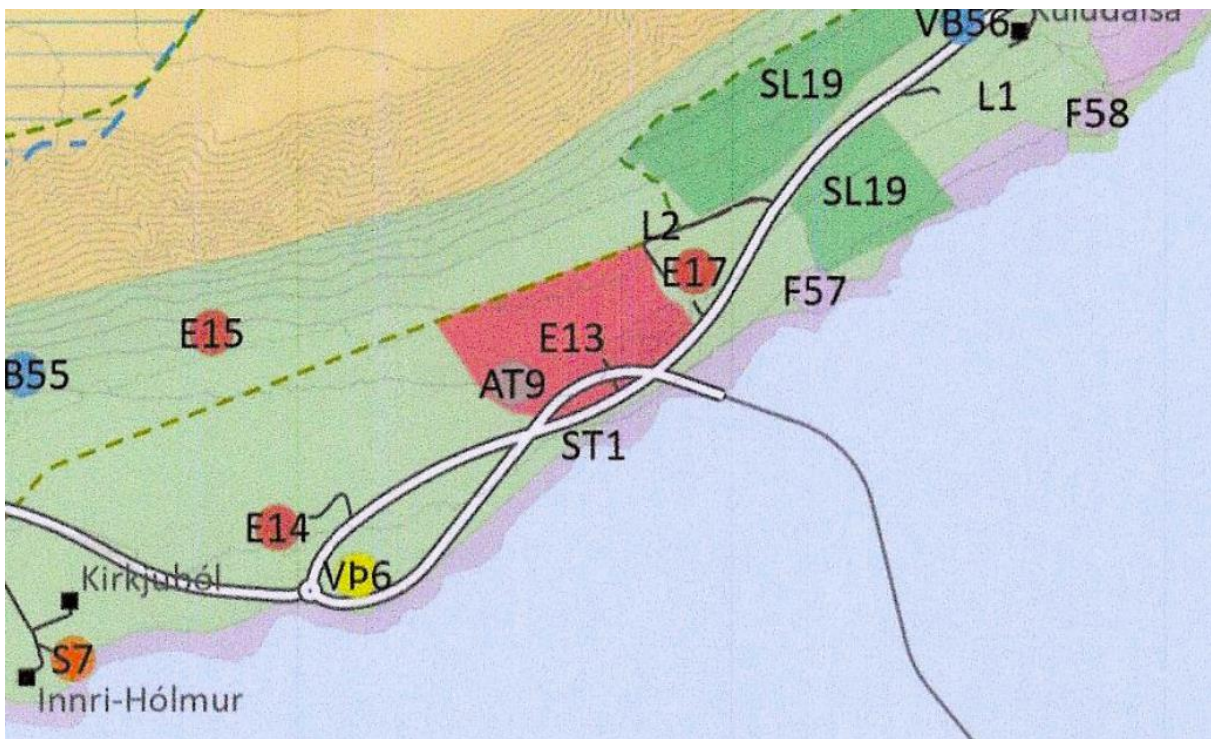 VB56
Kúludalsá
SL19
L1
F58
SL19
L2
E17
F57
E15
E13
B55
AT9
ST1
E14
VÞ6
Kirkjuból
S7
Innri-Hólmur